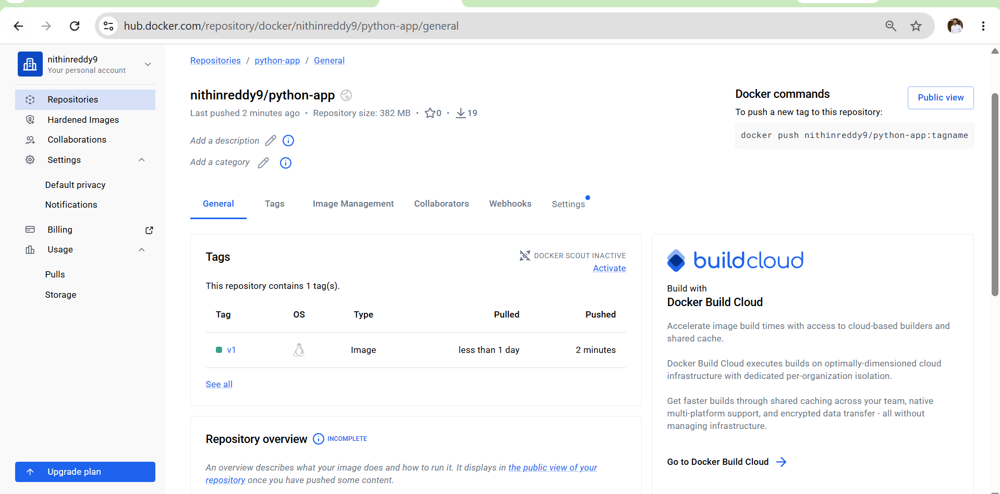 hub.docker.com/repository/docker/nithinreddy9/python-app/general
nithinreddy9
Your personal account
Repositories
Hardened Images
Collaborations
Settings
Default privacy
Notifications
Billing
Usage
Pulls
Storage
Upgrade plan
Repositories / python-app / General
nithinreddy9/python-app
Last pushed 2 minutes ago • Repository size: 382 MB • 0 • 19
Add a description
Add a category
Docker commands
Public view
To push a new tag to this repository:
docker push nithinreddy9/python-app:tagname
General Tags Image Management Collaborators Webhooks Settings
Tags
DOCKER SCOUT INACTIVE
Activate
This repository contains 1 tag(s).
Tag OS Type Pulled Pushed
v1 Image less than 1 day 2 minutes
See all
Repository overview INCOMPLETE
An overview describes what your image does and how to run it. It displays in the public view of your
repository once you have pushed some content.
buildcloud
Build with
Docker Build Cloud
Accelerate image build times with access to cloud-based builders and
shared cache.
Docker Build Cloud executes builds on optimally-dimensioned cloud
infrastructure with dedicated per-organization isolation.
Get faster builds through shared caching across your team, native
multi-platform support, and encrypted data transfer - all without
managing infrastructure.
Go to Docker Build Cloud